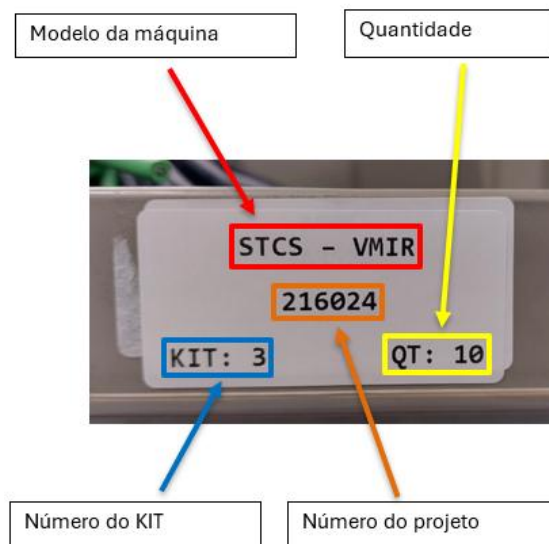 Modelo da máquina
Quantidade
STCS – VMIR
216024
KIT: 3
QT: 10
Número do KIT
Número do projeto